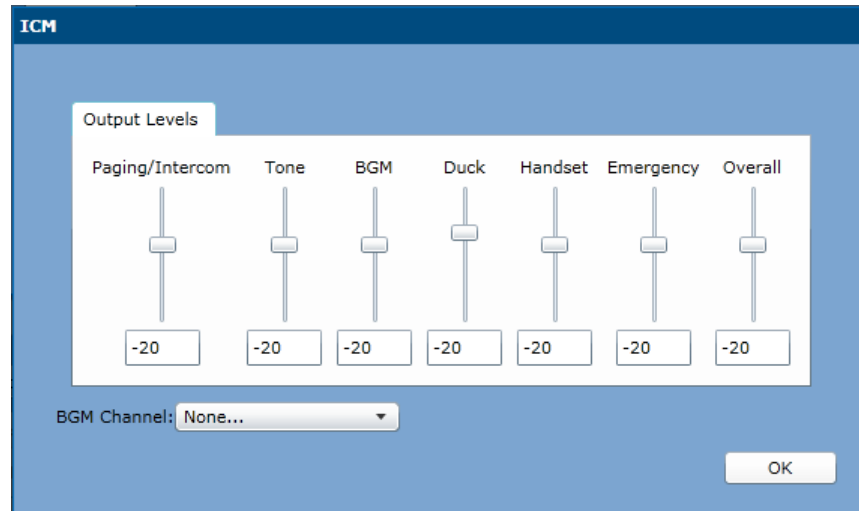 ICM
Output Levels
Paging/Intercom Tone BGM Duck Handset Emergency Overall
-20 -20 -20 -20 -20 -20 -20
BGM Channel: None...
OK